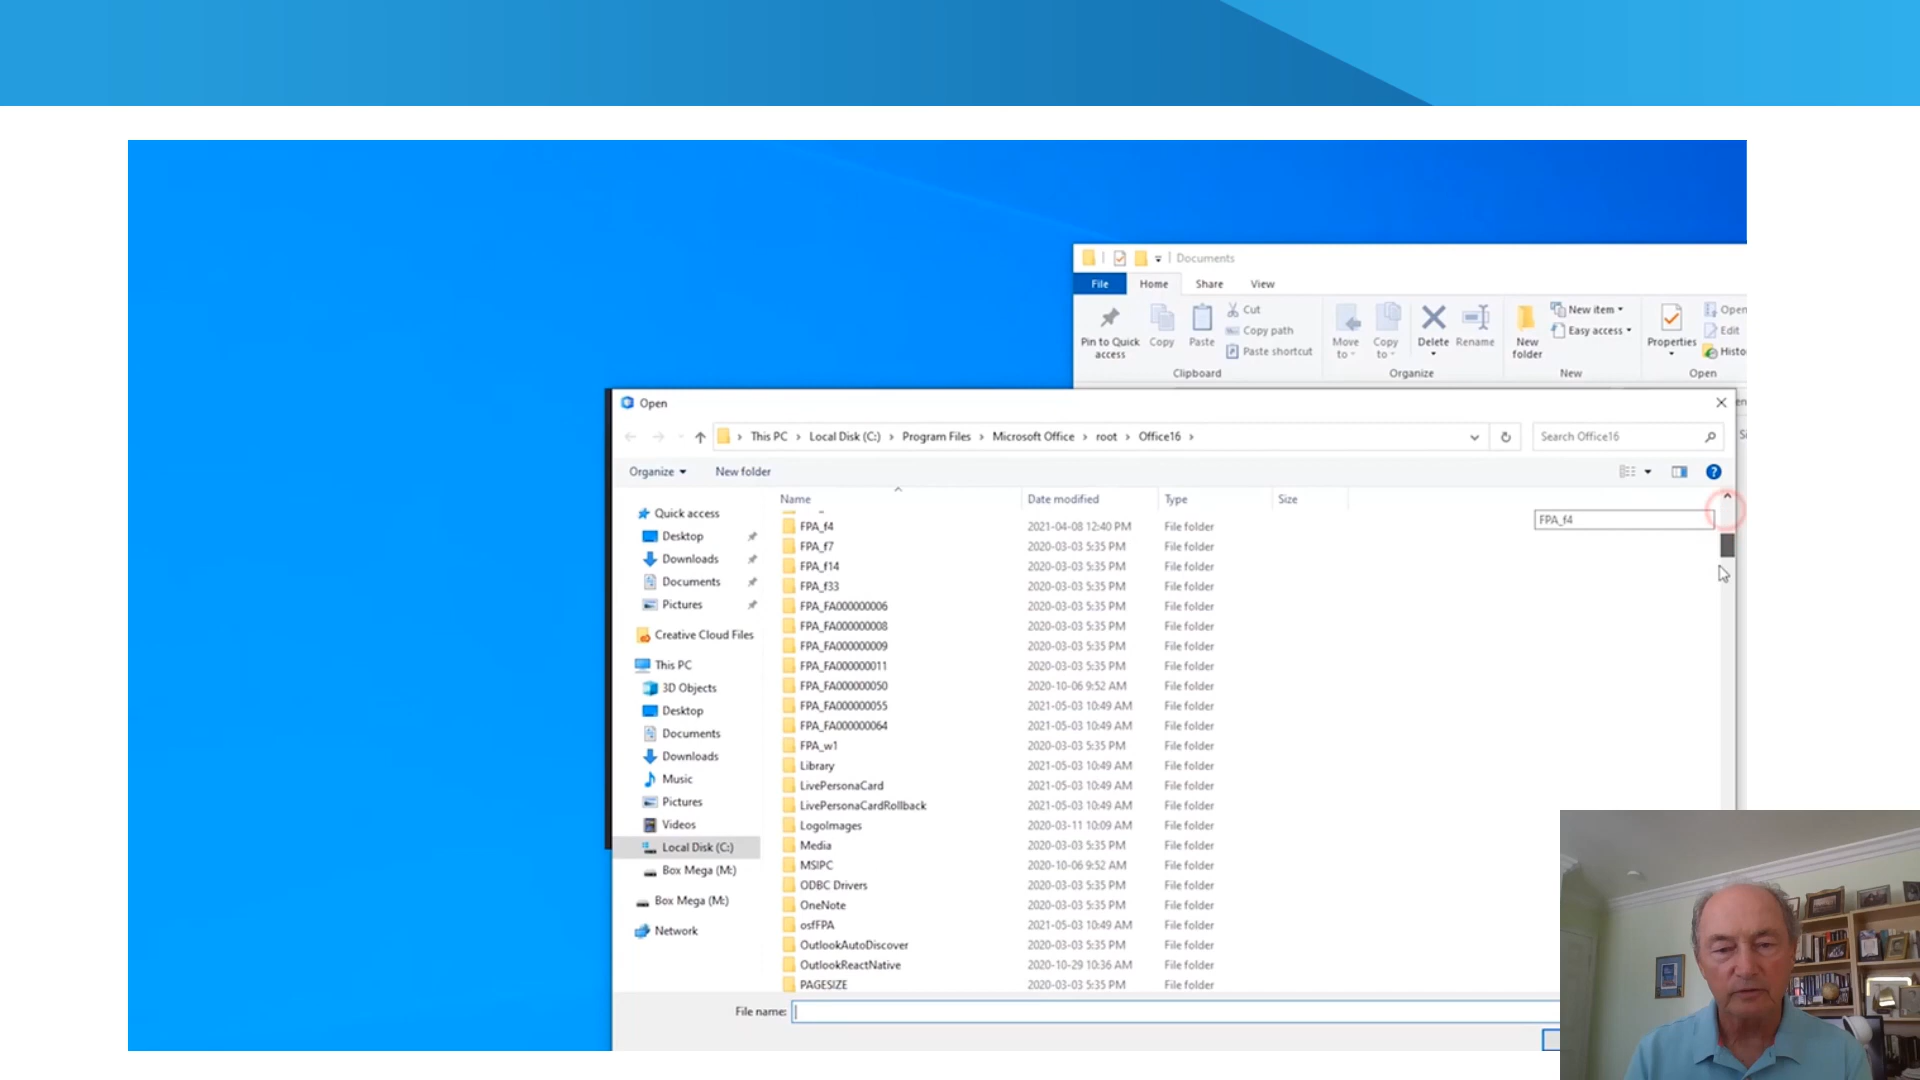 Documents
File Home Share View
Pin to Quick access
Copy
Paste
Cut
Copy path
Paste shortcut
Move to
Copy to
Delete
Rename
New folder
New item
Easy access
Properties
Open
Edit
Histo
Clipboard Organize New Open
Open
This PC > Local Disk (C:) > Program Files > Microsoft Office > root > Office16 >
Search Office16
Organize New folder
Name Date modified Type Size
FPA_f4
Quick access
Desktop
Downloads
Documents
Pictures
Creative Cloud Files
This PC
3D Objects
Desktop
Documents
Downloads
Music
Pictures
Videos
Local Disk (C:)
Box Mega (M:)
Box Mega (M:)
Network
FPA_f4 2021-04-08 12:40 PM File folder
FPA_f7 2020-03-03 5:35 PM File folder
FPA_f14 2020-03-03 5:35 PM File folder
FPA_f33 2020-03-03 5:35 PM File folder
FPA_FA000000006 2020-03-03 5:35 PM File folder
FPA_FA000000008 2020-03-03 5:35 PM File folder
FPA_FA000000009 2020-03-03 5:35 PM File folder
FPA_FA000000011 2020-03-03 5:35 PM File folder
FPA_FA000000050 2020-10-06 9:52 AM File folder
FPA_FA000000055 2021-05-03 10:49 AM File folder
FPA_FA000000064 2021-05-03 10:49 AM File folder
FPA_w1 2020-03-03 5:35 PM File folder
Library 2021-05-03 10:49 AM File folder
LivePersonaCard 2021-05-03 10:49 AM File folder
LivePersonaCardRollback 2021-05-03 10:49 AM File folder
LogoImages 2020-03-11 10:09 AM File folder
Media 2020-03-03 5:35 PM File folder
MSIPC 2020-10-06 9:52 AM File folder
ODBC Drivers 2020-03-03 5:35 PM File folder
OneNote 2020-03-03 5:35 PM File folder
osfFPA 2021-05-03 10:49 AM File folder
OutlookAutoDiscover 2020-03-03 5:35 PM File folder
OutlookReactNative 2020-10-29 10:36 AM File folder
PAGESIZE 2020-03-03 5:35 PM File folder
File name: